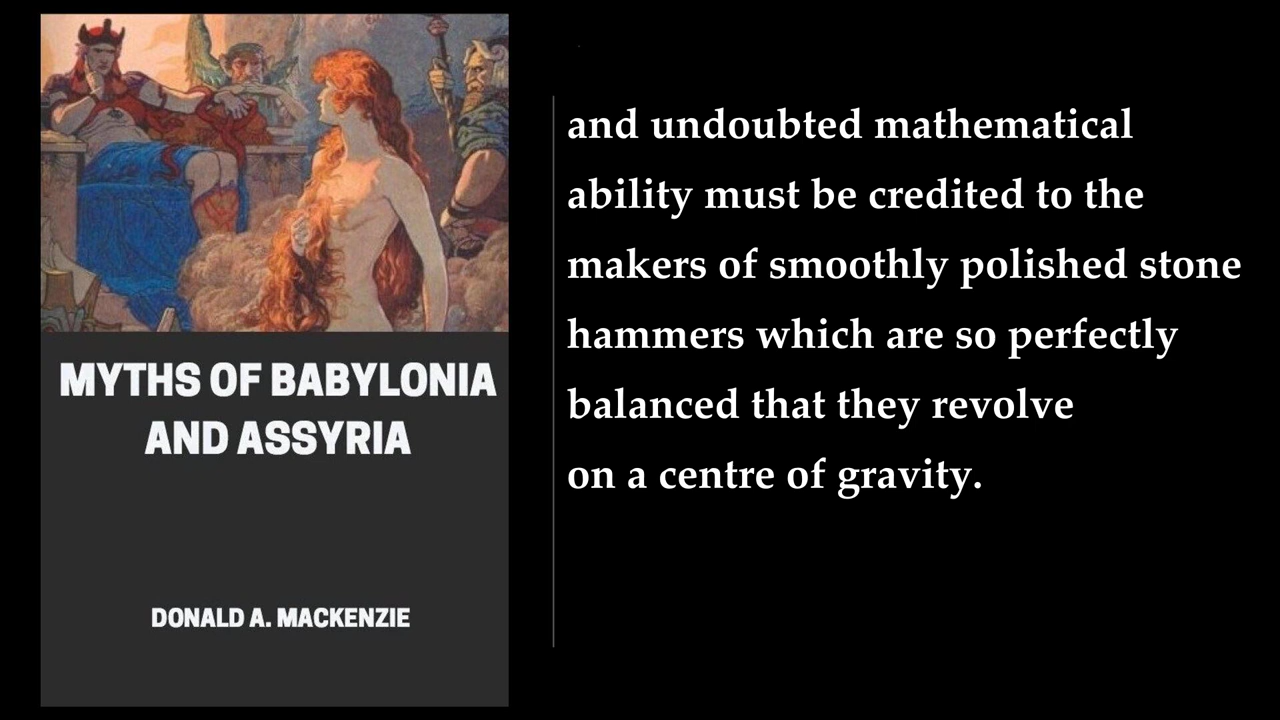 MYTHS OF BABYLONIA
AND ASSYRIA
DONALD A. MACKENZIE
and undoubted mathematical
ability must be credited to the
makers of smoothly polished stone
hammers which are so perfectly
balanced that they revolve
on a centre of gravity.